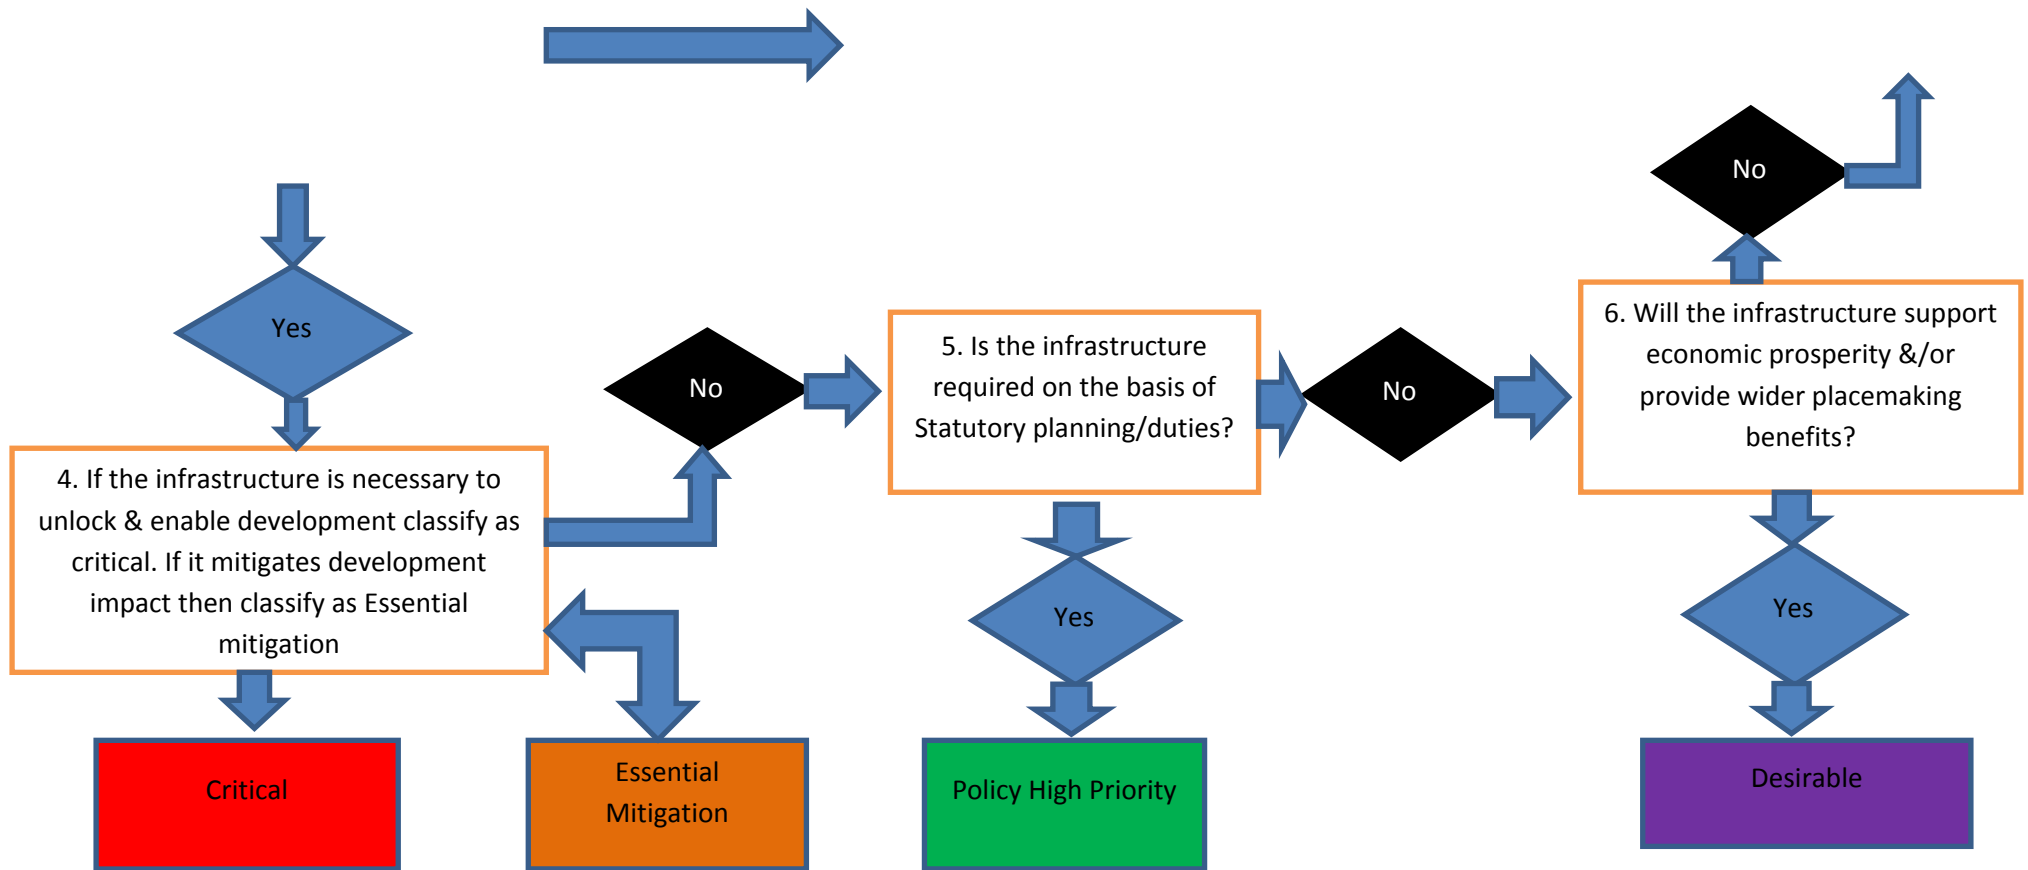 Yes
4. If the infrastructure is necessary to
unlock & enable development classify as
critical. If it mitigates development
impact then classify as Essential
mitigation
Critical
Essential
Mitigation
No
5. Is the infrastructure
required on the basis of
Statutory planning/duties?
Yes
Policy High Priority
No
6. Will the infrastructure support
economic prosperity &/or
provide wider placemaking
benefits?
No
Yes
Desirable